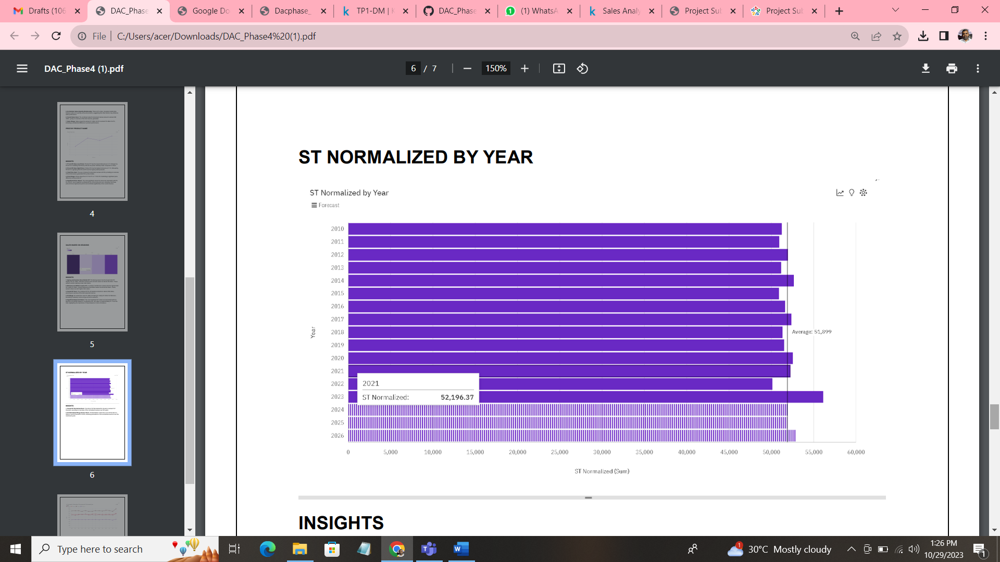 Drafts (106
DAC_Phase
Google Do
Dacphase_
TP1-DM | K
DAC_Phase
(1) WhatsA
Sales Analy
Project Sub
Project Sub
File
C:/Users/acer/Downloads/DAC_Phase4%20(1).pdf
DAC_Phase4 (1).pdf
6 / 7
150%
4
5
6
ST NORMALIZED BY YEAR
ST Normalized by Year
Forecast
2010
2011
2012
2013
2014
2015
2016
2017
2018
2019
2020
2021
2022
2023
2024
2025
2026
Year
Average: 51,899
2021
ST Normalized: 52,196.37
0 5,000 10,000 15,000 20,000 25,000 30,000 35,000 40,000 45,000 50,000 55,000 60,000
ST Normalized (Sum)
INSIGHTS
Type here to search
1
30°C Mostly cloudy
1:26 PM
10/29/2023
1